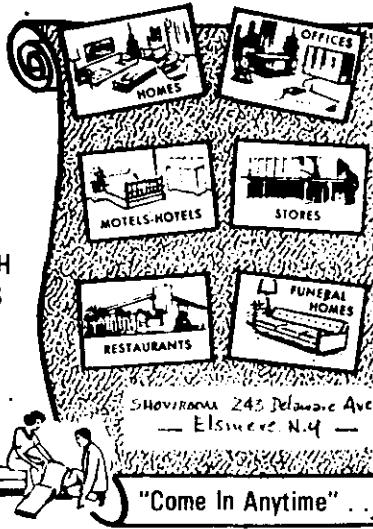 HOMES
OFFICES
MOTELS-HOTELS
STORES
H
S
RESTAURANTS
FUNERAL
HOMES
SHOWROOM 243 Delaware Ave
— Elsmere N.Y —
"Come In Anytime" . .